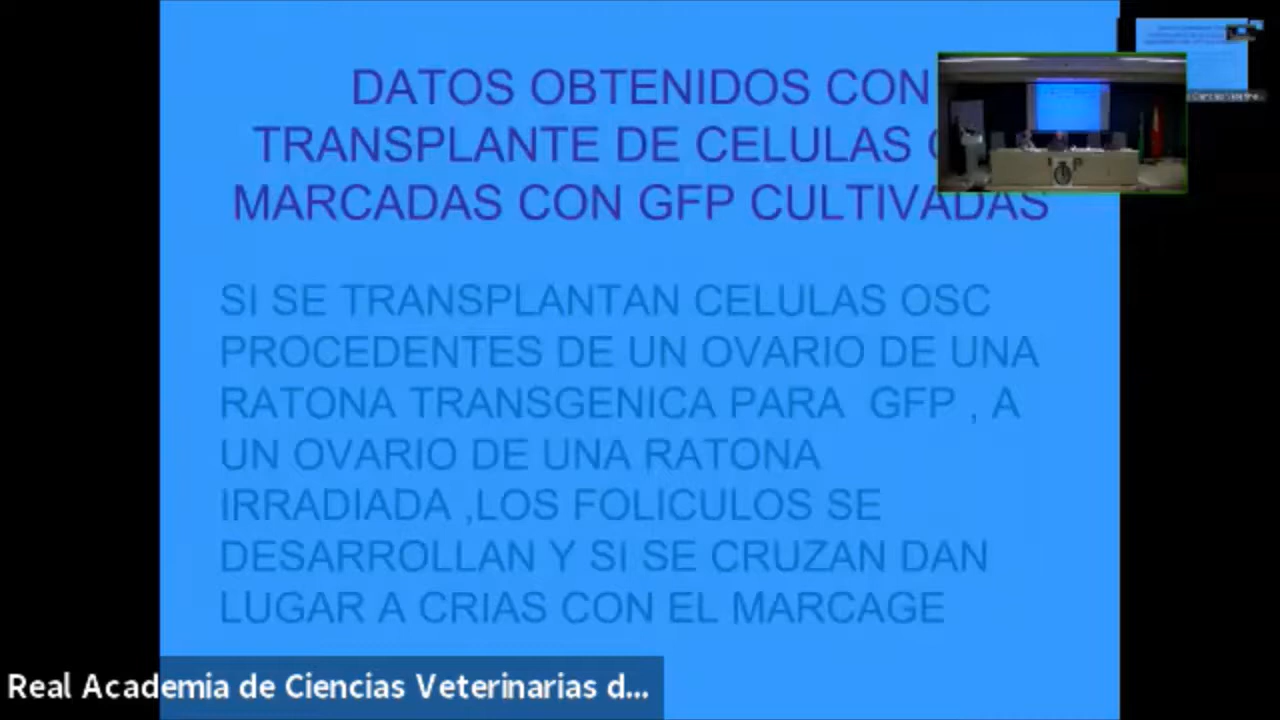 DATOS OBTENIDOS CON
TRANSPLANTE DE CELULAS
MARCADAS CON GFP CULTIVADAS
SI SE TRANSPLANTAN CELULAS OSC
PROCEDENTES DE UN OVARIO DE UNA
RATONA TRANSGENICA PARA GFP , A
UN OVARIO DE UNA RATONA
IRRADIADA ,LOS FOLICULOS SE
DESARROLLAN Y SI SE CRUZAN DAN
LUGAR A CRIAS CON EL MARCAGE
Real Academia de Ciencias Veterinarias d...